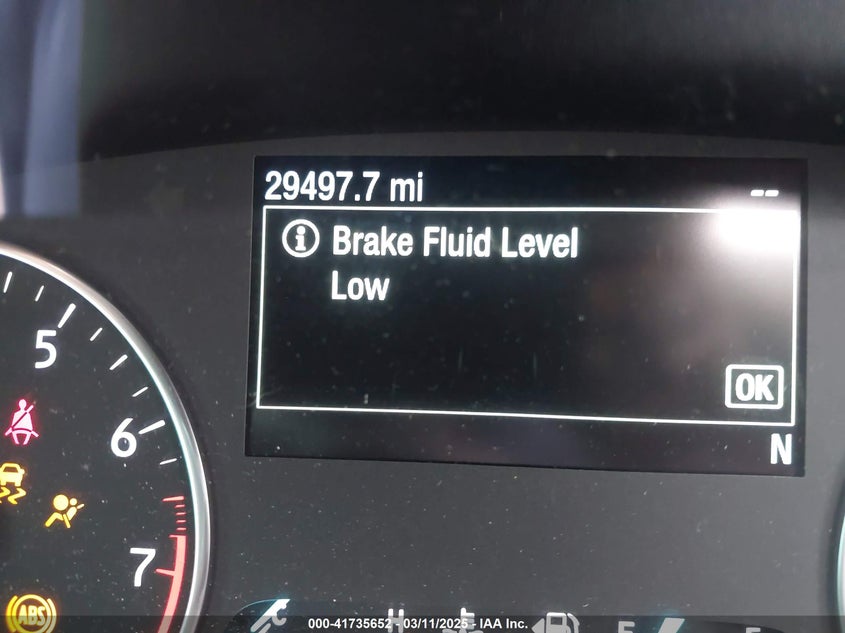 29497.7 mi --
Brake Fluid Level
Low
OK
N
5
6
7
ABS
H
F
000-41735652 - 03/11/2025 - IAA Inc.